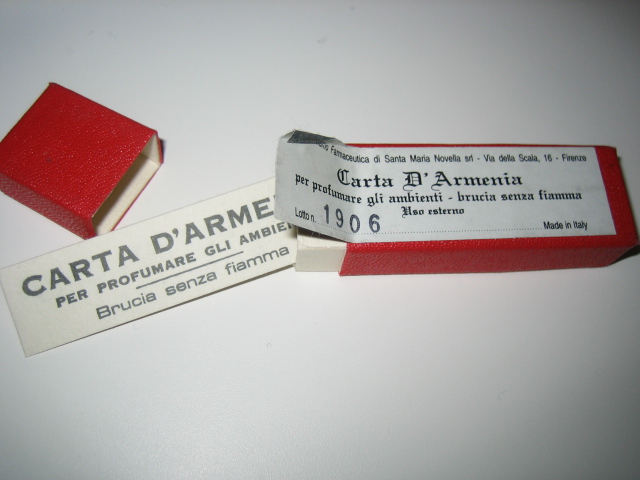 Farmaceutica di Santa Maria Novella srl - Via della Scala, 16 - Firenze
Carta D'Armenia
per profumare gli ambienti - brucia senza fiamma
Uso esterno
Lotto n. 1906
Made in Italy
CARTA D'ARME
PER PROFUMARE GLI AMBIE
Brucia senza fiamma